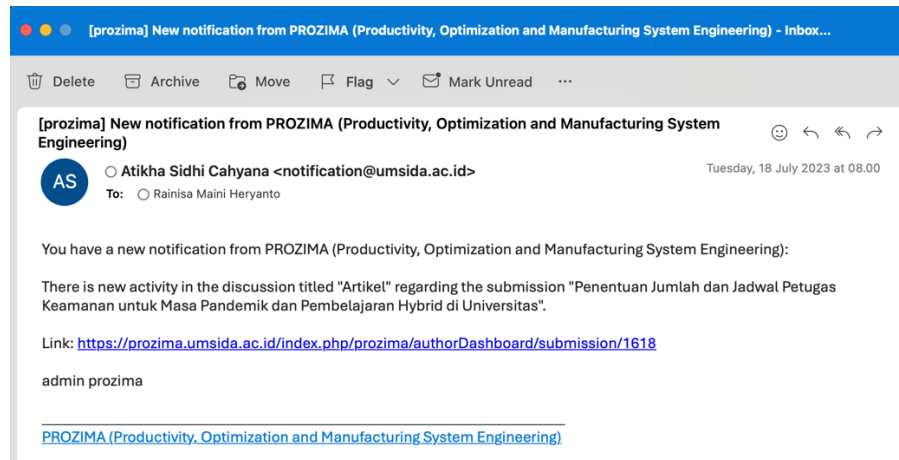 [prozima] New notification from PROZIMA (Productivity, Optimization and Manufacturing System Engineering) - Inbox...
Delete Archive Move Flag Mark Unread ...
[prozima] New notification from PROZIMA (Productivity, Optimization and Manufacturing System
Engineering)
AS
Atikha Sidhi Cahyana <notification@umsida.ac.id>
Tuesday, 18 July 2023 at 08.00
To: Rainisa Maini Heryanto
You have a new notification from PROZIMA (Productivity, Optimization and Manufacturing System Engineering):
There is new activity in the discussion titled "Artikel" regarding the submission "Penentuan Jumlah dan Jadwal Petugas
Keamanan untuk Masa Pandemik dan Pembelajaran Hybrid di Universitas".
Link: https://prozima.umsida.ac.id/index.php/prozima/authorDashboard/submission/1618
admin prozima
PROZIMA (Productivity, Optimization and Manufacturing System Engineering)